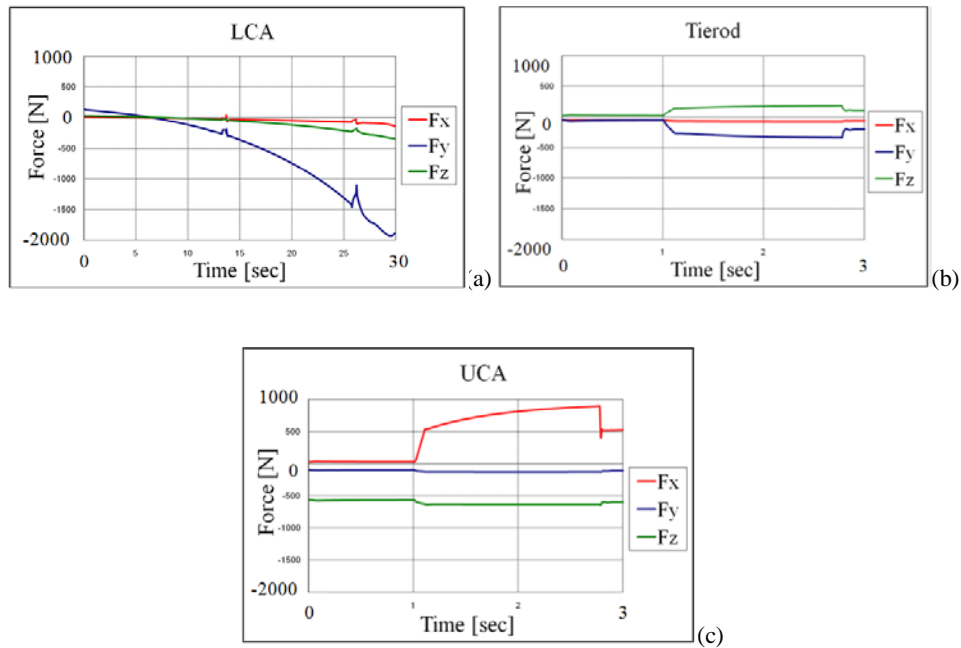 LCA
1000
500
0
-500
-1000
-1500
-2000
Force [N]
0 5 10 15 20 25 30
Time [sec]
Fx
Fy
Fz
(a)
Tierod
1000
500
0
-500
-1000
-1500
-2000
Force [N]
0 1 2 3
Time [sec]
Fx
Fy
Fz
(b)
UCA
1000
500
0
-500
-1000
-1500
-2000
Force [N]
0 1 2 3
Time [sec]
Fx
Fy
Fz
(c)